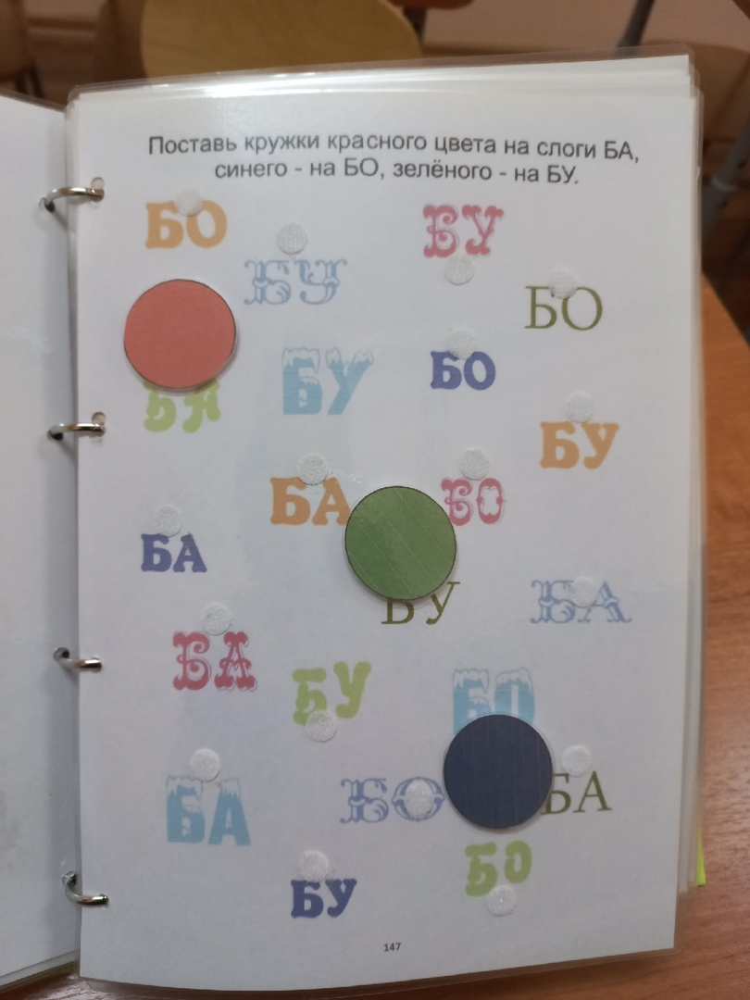 Поставь кружки красного цвета на слоги БА,
синего - на БО, зелёного - на БУ.
БО
БУ
БУ
БО
БА
БУ
БО
БУ
БА
БО
БА
БУ
БА
БА
БУ
БО
БА
БО
БА
БУ
БО
147